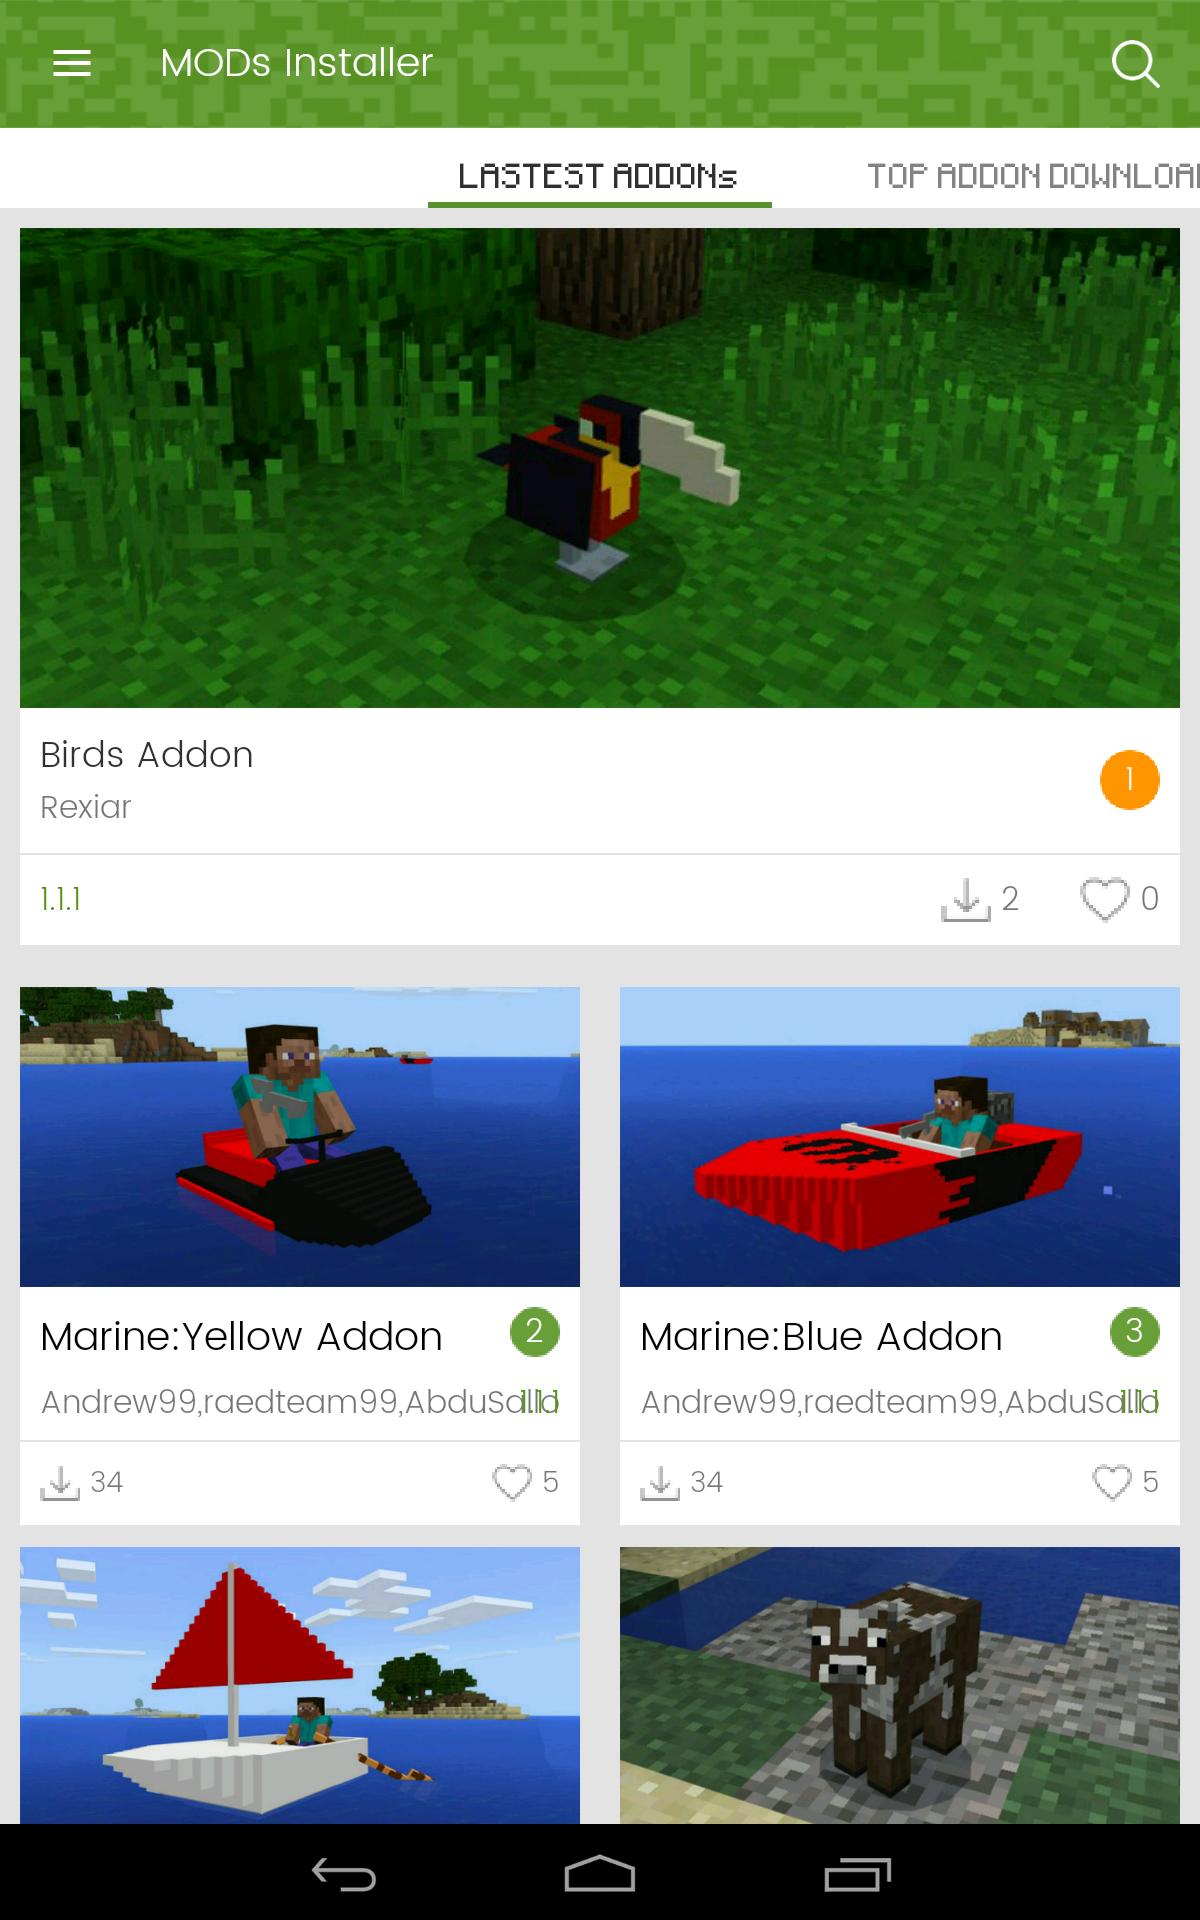 MODs Installer
LASTEST ADDONs
TOP ADDON DOWNLOA
Birds Addon
1
Rexiar
1.1.1
2
0
Marine:Yellow Addon
2
Andrew99,raedteam99,AbduSalla
1.1.1
34
5
Marine:Blue Addon
3
Andrew99,raedteam99,AbduSalla
1.1.1
34
5